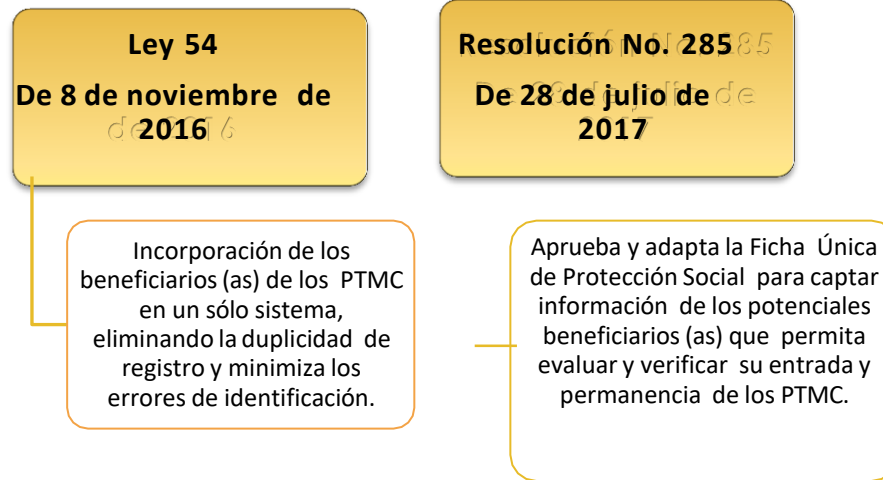 Ley 54
De 8 de noviembre de
2016
Incorporación de los
beneficiarios (as) de los PTMC
en un sólo sistema,
eliminando la duplicidad de
registro y minimiza los
errores de identificación.
Resolución No. 285
De 28 de julio de
2017
Aprueba y adapta la Ficha Única
de Protección Social para captar
información de los potenciales
beneficiarios (as) que permita
evaluar y verificar su entrada y
permanencia de los PTMC.